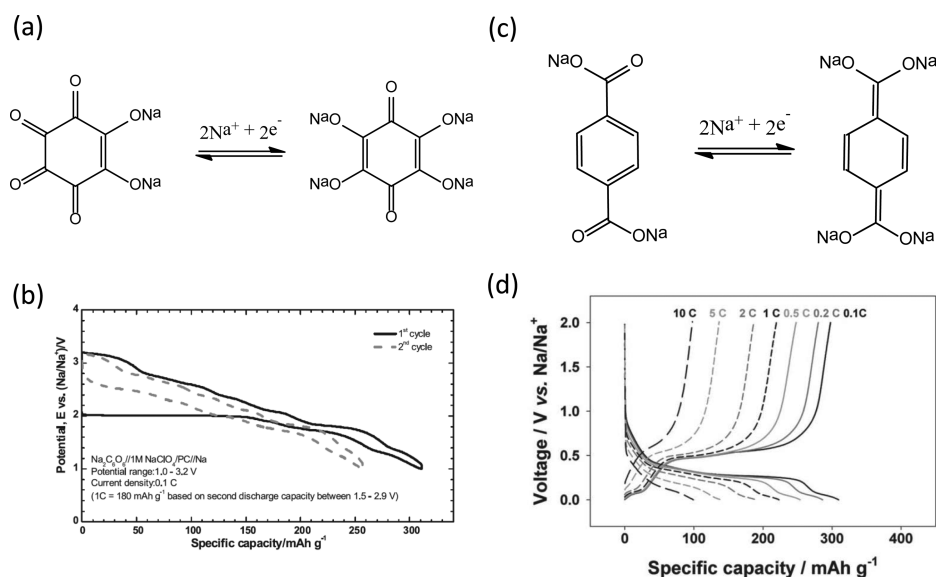 (a)
O
O
ONa
O
O
ONa
2Na⁺ + 2e⁻
O
NaO
ONa
NaO
ONa
O
(b)
Potential, E vs. (Na/Na⁺)/V
4
3
2
1
0
1ˢᵗ cycle
2ⁿᵈ cycle
Na₂C₆O₆//1M NaClO₄/PC//Na
Potential range:1.0 - 3.2 V
Current density:0.1 C
(1C = 180 mAh g⁻¹ based on second discharge capacity between 1.5 - 2.9 V)
0 50 100 150 200 250 300
Specific capacity/mAh g⁻¹
(c)
NaO
O
O
ONa
2Na⁺ + 2e⁻
NaO
ONa
NaO
ONa
(d)
Voltage / V vs. Na/Na⁺
2.0
1.5
1.0
0.5
0.0
10 C 5 C 2 C 1 C 0.5 C 0.2 C 0.1C
0 100 200 300 400
Specific capacity / mAh g⁻¹